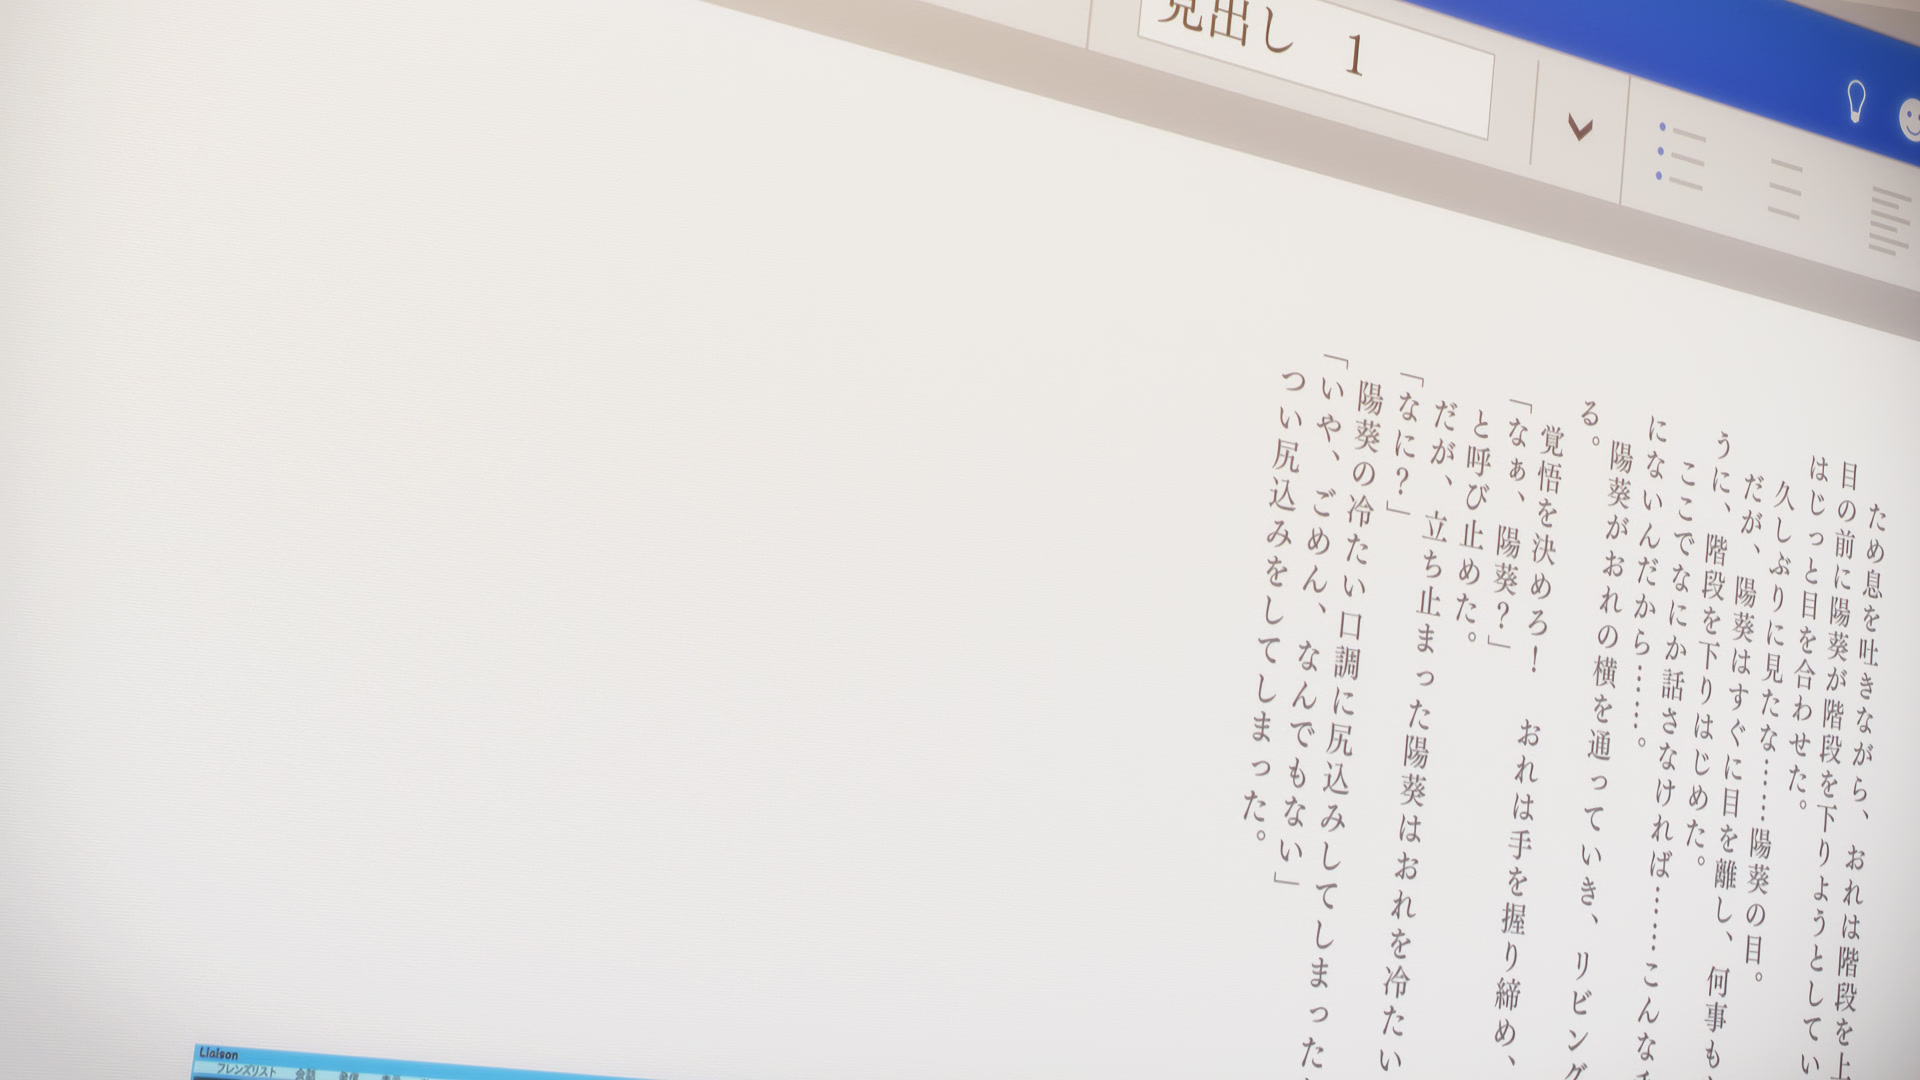 見出し 1
ため息を吐きながら、おれは階段を上
目の前に陽葵が階段を下りようとしてい
はじっと目を合わせた。
久しぶりに見たな……陽葵の目。
だが、陽葵はすぐに目を離し、何事も
うに、階段を下りはじめた。
ここでなにか話さなければ……こんな
にないんだから……。
陽葵がおれの横を通っていき、リビング
る。
覚悟を決めろ! おれは手を握り締め、
「なぁ、陽葵?」
と呼び止めた。
だが、立ち止まった陽葵はおれを冷たい
「なに?」
陽葵の冷たい口調に尻込みしてしまった
「いや、ごめん、なんでもない」
つい尻込みをしてしまった。
Liaison
フレンズリスト 会話 発信